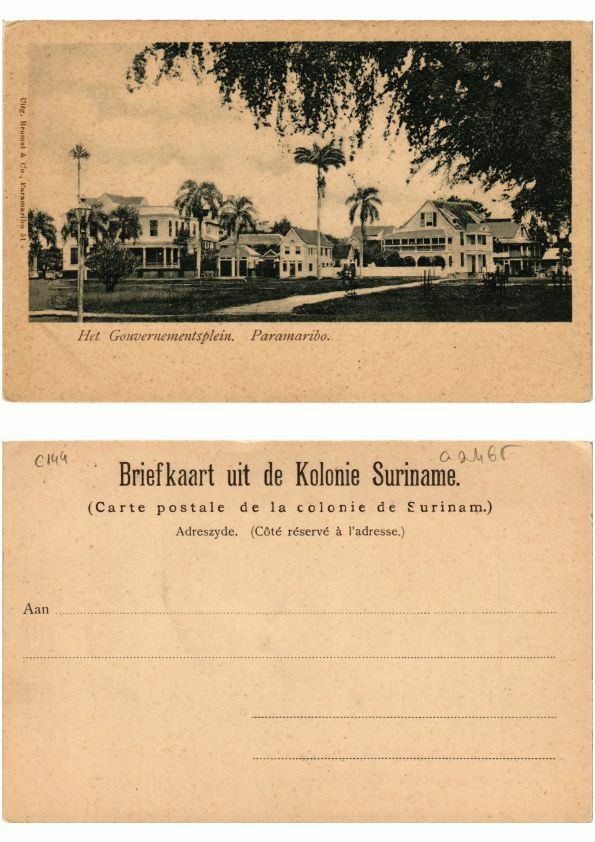 Uitg. Bromet & Co., Paramaribo 51
Het Gouvernementsplein. Paramaribo.
C144
a2465
Briefkaart uit de Kolonie Suriname.
(Carte postale de la colonie de Surinam.)
Adreszyde. (Côté réservé à l'adresse.)
Aan